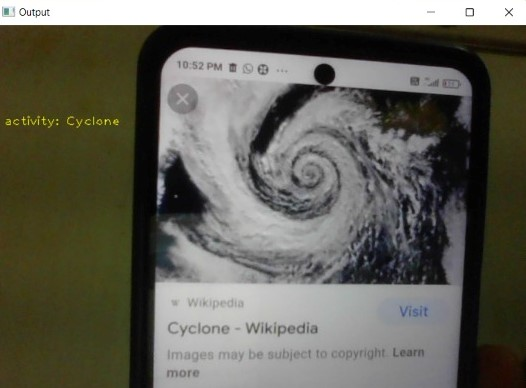 Output
activity: Cyclone
10:52 PM
Wikipedia
Cyclone - Wikipedia
Visit
Images may be subject to copyright. Learn
more